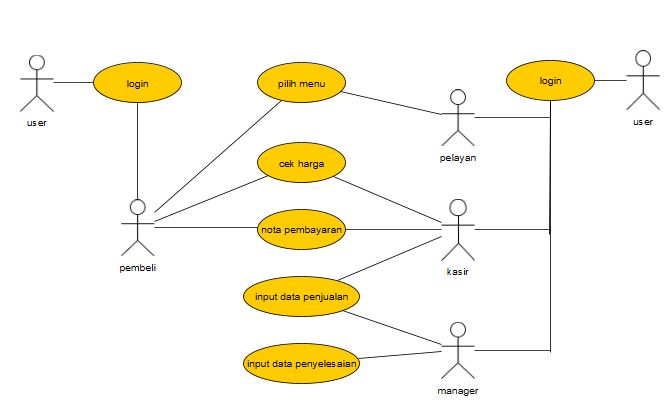 login
pilih menu
login
user
user
pelayan
cek harga
nota pembayaran
pembeli
kasir
input data penjualan
input data penyelesaian
manager